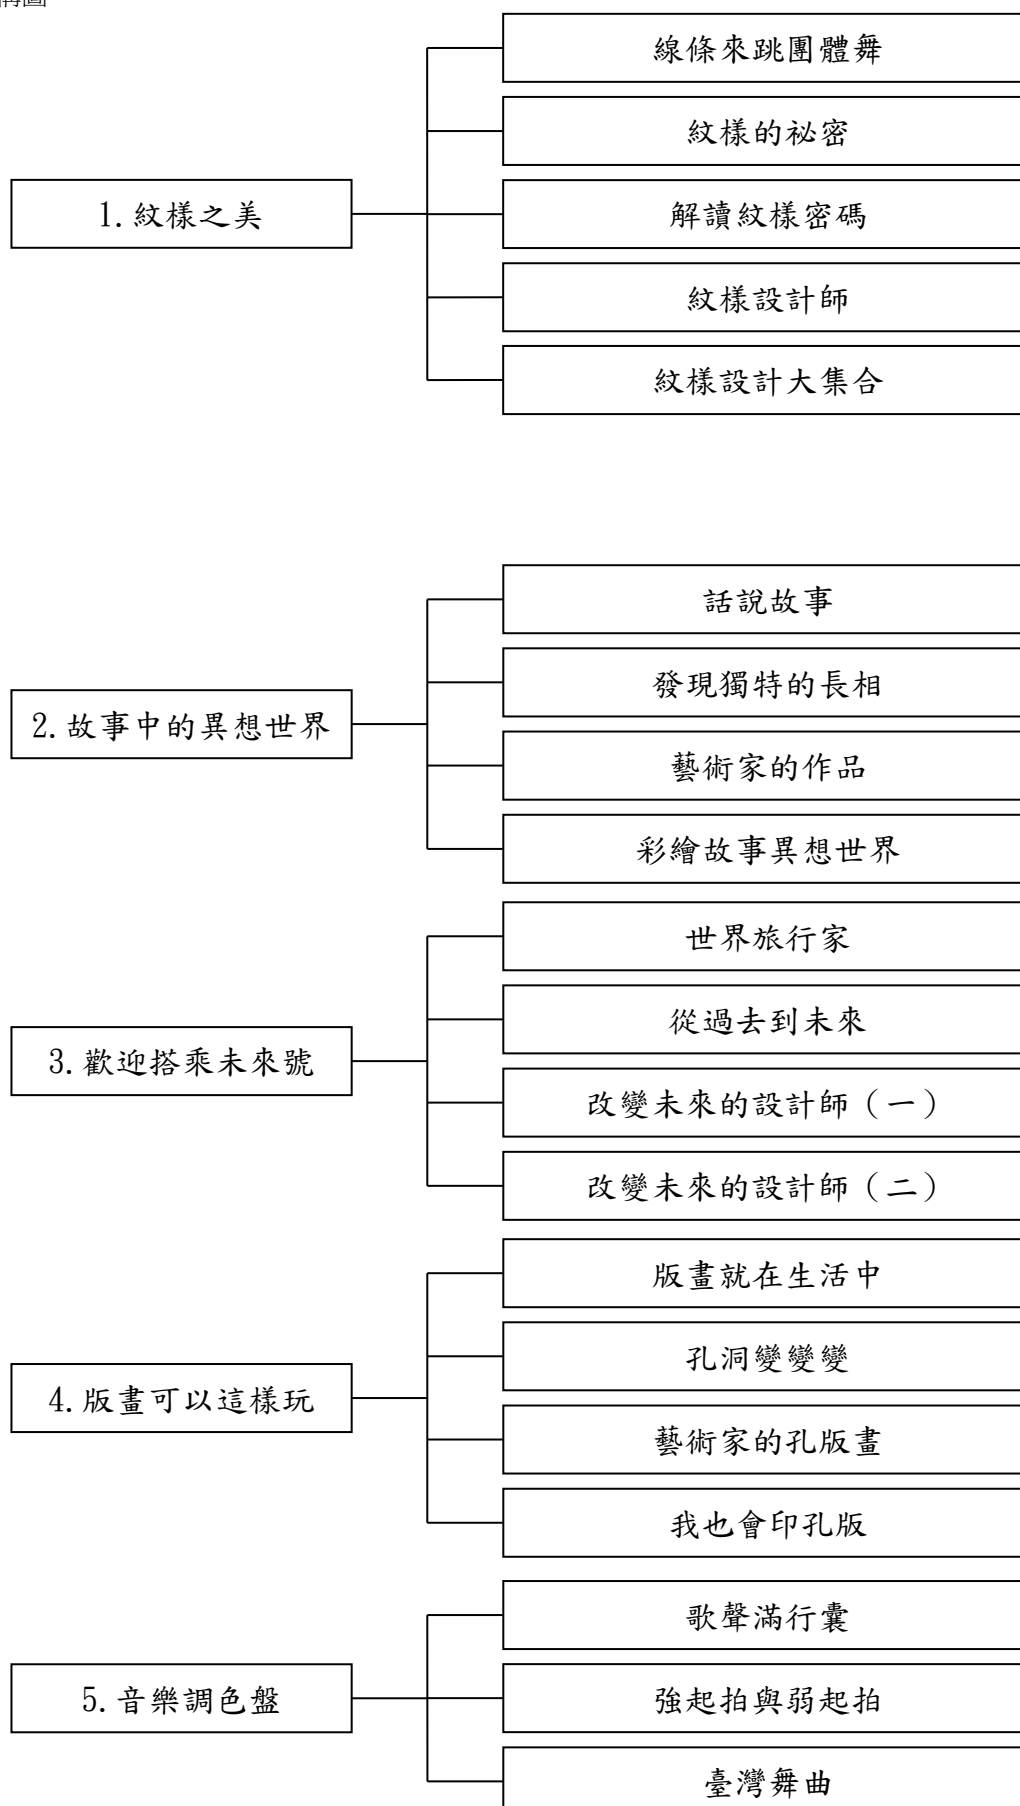 構圖
1.紋樣之美
線條來跳團體舞
紋樣的祕密
解讀紋樣密碼
紋樣設計師
紋樣設計大集合
2.故事中的異想世界
話說故事
發現獨特的長相
藝術家的作品
彩繪故事異想世界
3.歡迎搭乘未來號
世界旅行家
從過去到未來
改變未來的設計師（一）
改變未來的設計師（二）
4.版畫可以這樣玩
版畫就在生活中
孔洞變變變
藝術家的孔版畫
我也會印孔版
5.音樂調色盤
歌聲滿行囊
強起拍與弱起拍
臺灣舞曲